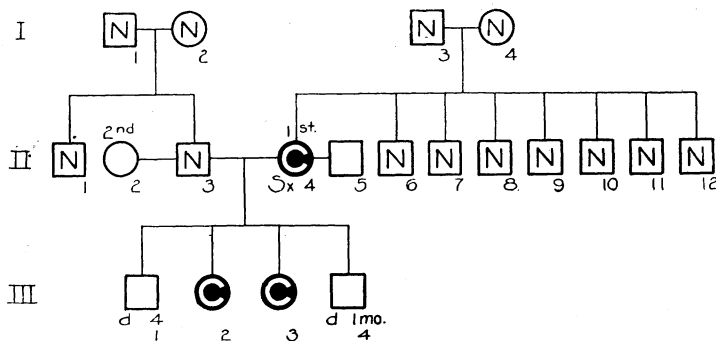 I N N N N
1 2 3 4
2nd 1st.
II N N N N N N N N N
1 2 3 Sx 4 5 6 7 8. 9 10 11 12
III
d 4 d 1mo.
1 2 3 4